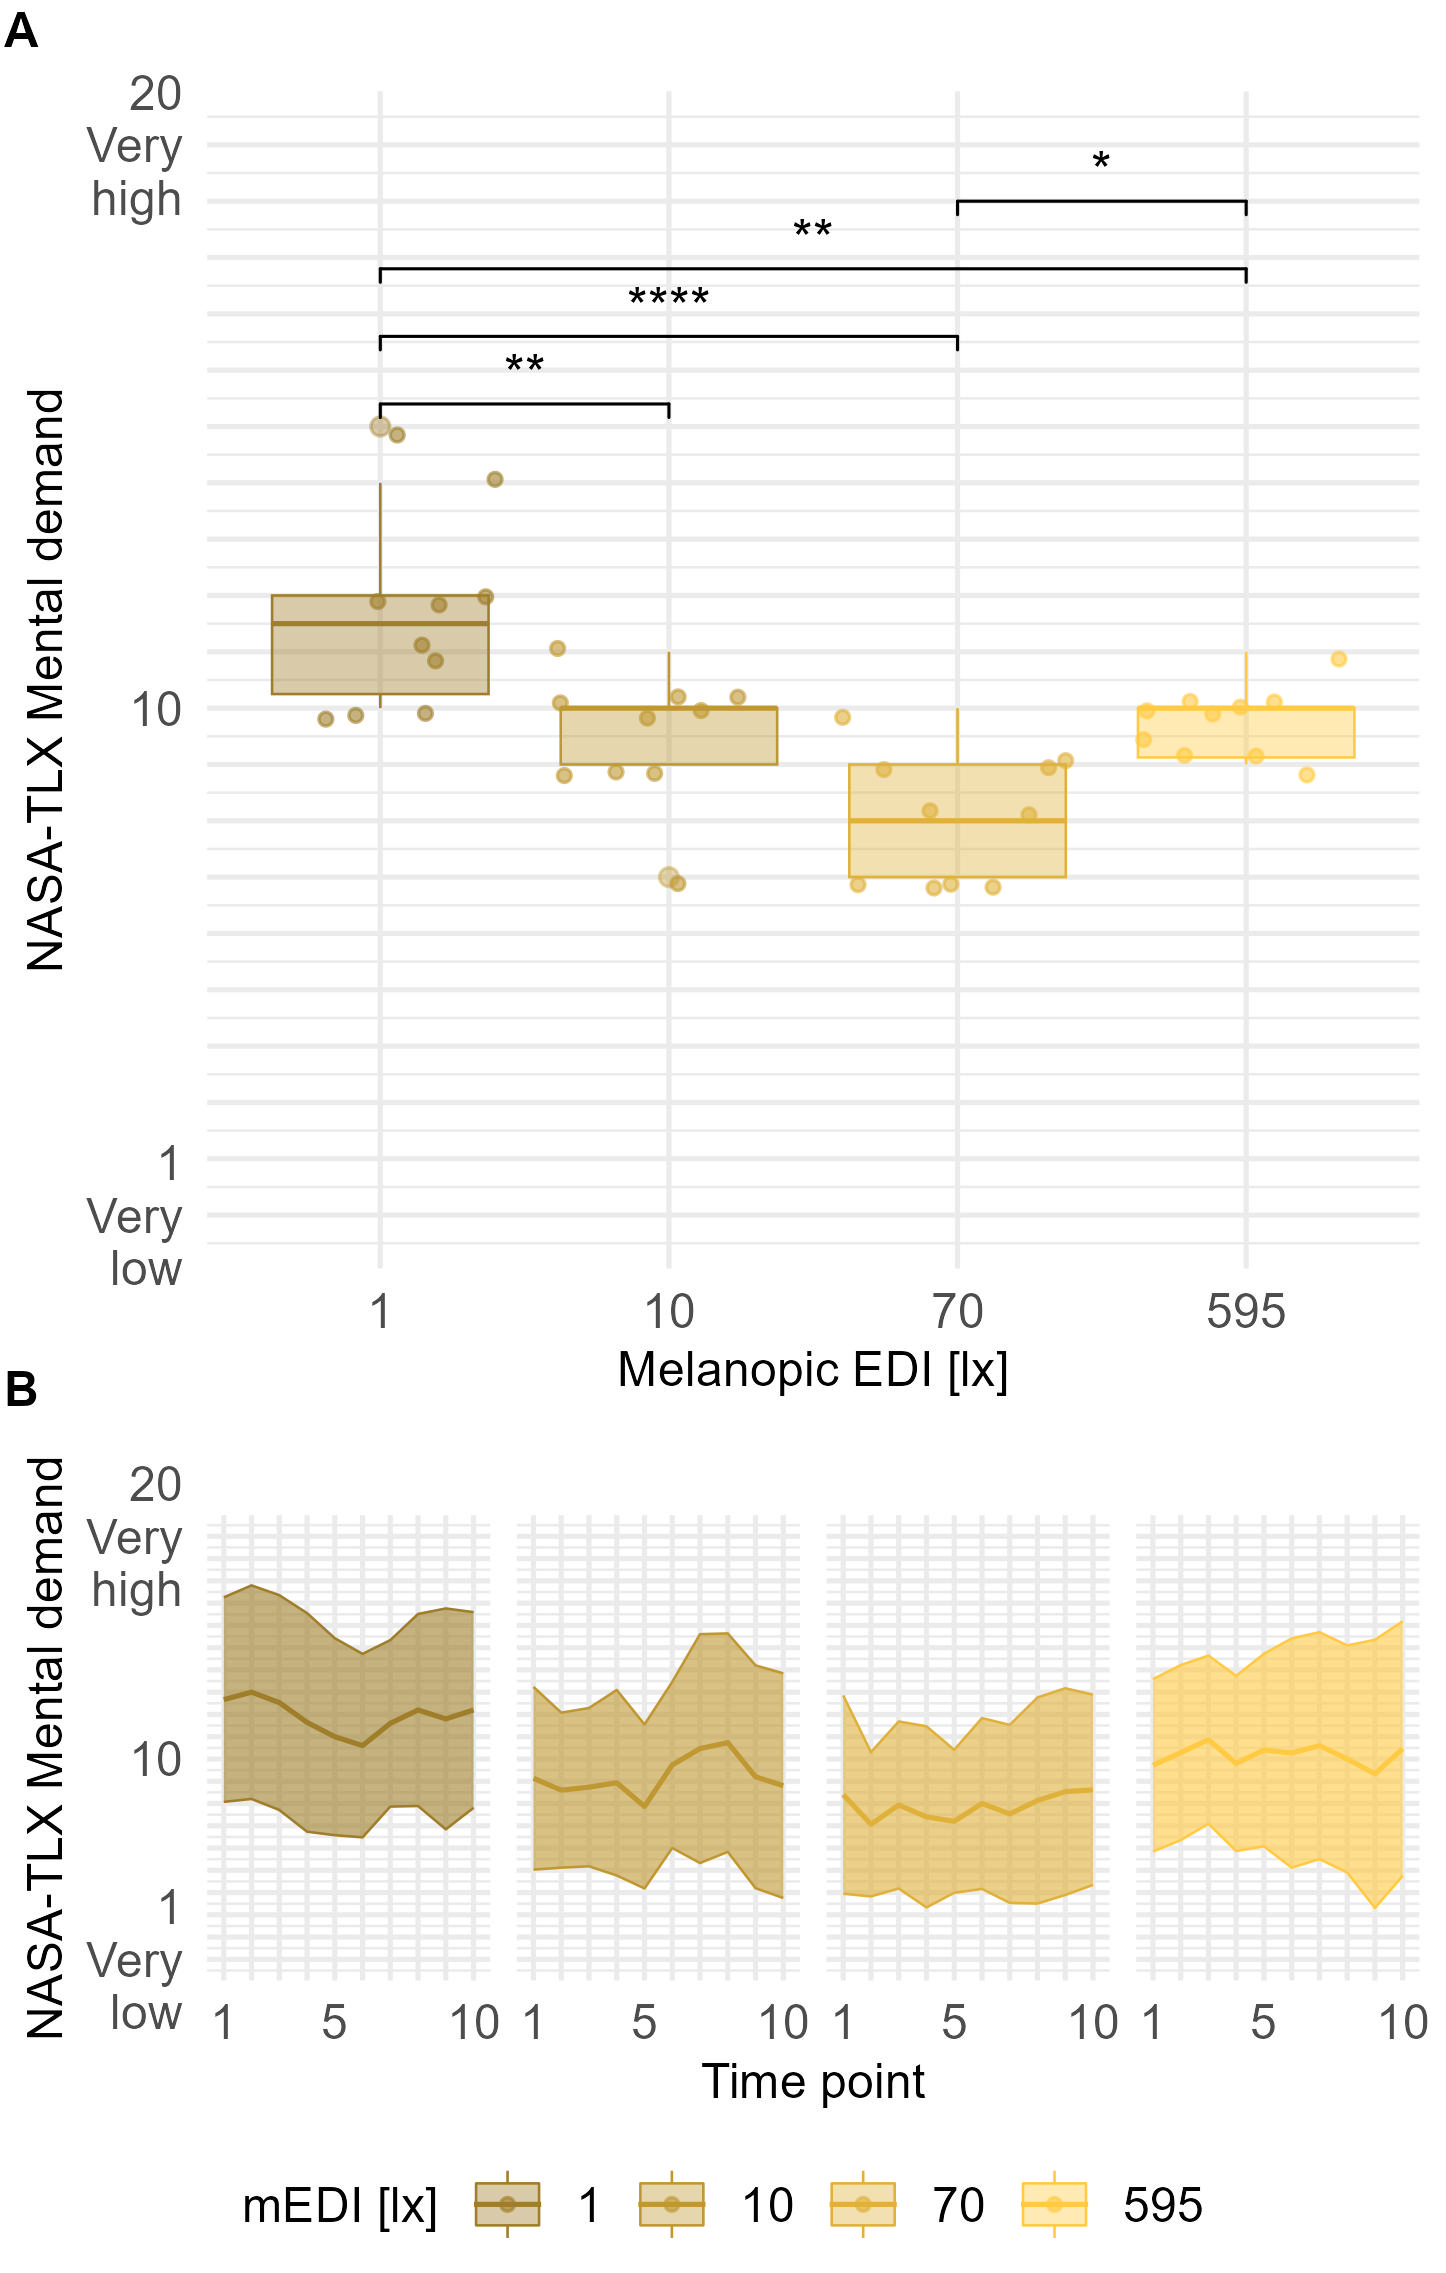 A
20
Very
high
10
1
Very
low
NASA-TLX Mental demand
*
**
****
**
1 10 70 595
Melanopic EDI [lx]
B
20
Very
high
10
1
Very
low
NASA-TLX Mental demand
1 5 10 1 5 10 1 5 10 1 5 10
Time point
mEDI [lx] 1 10 70 595